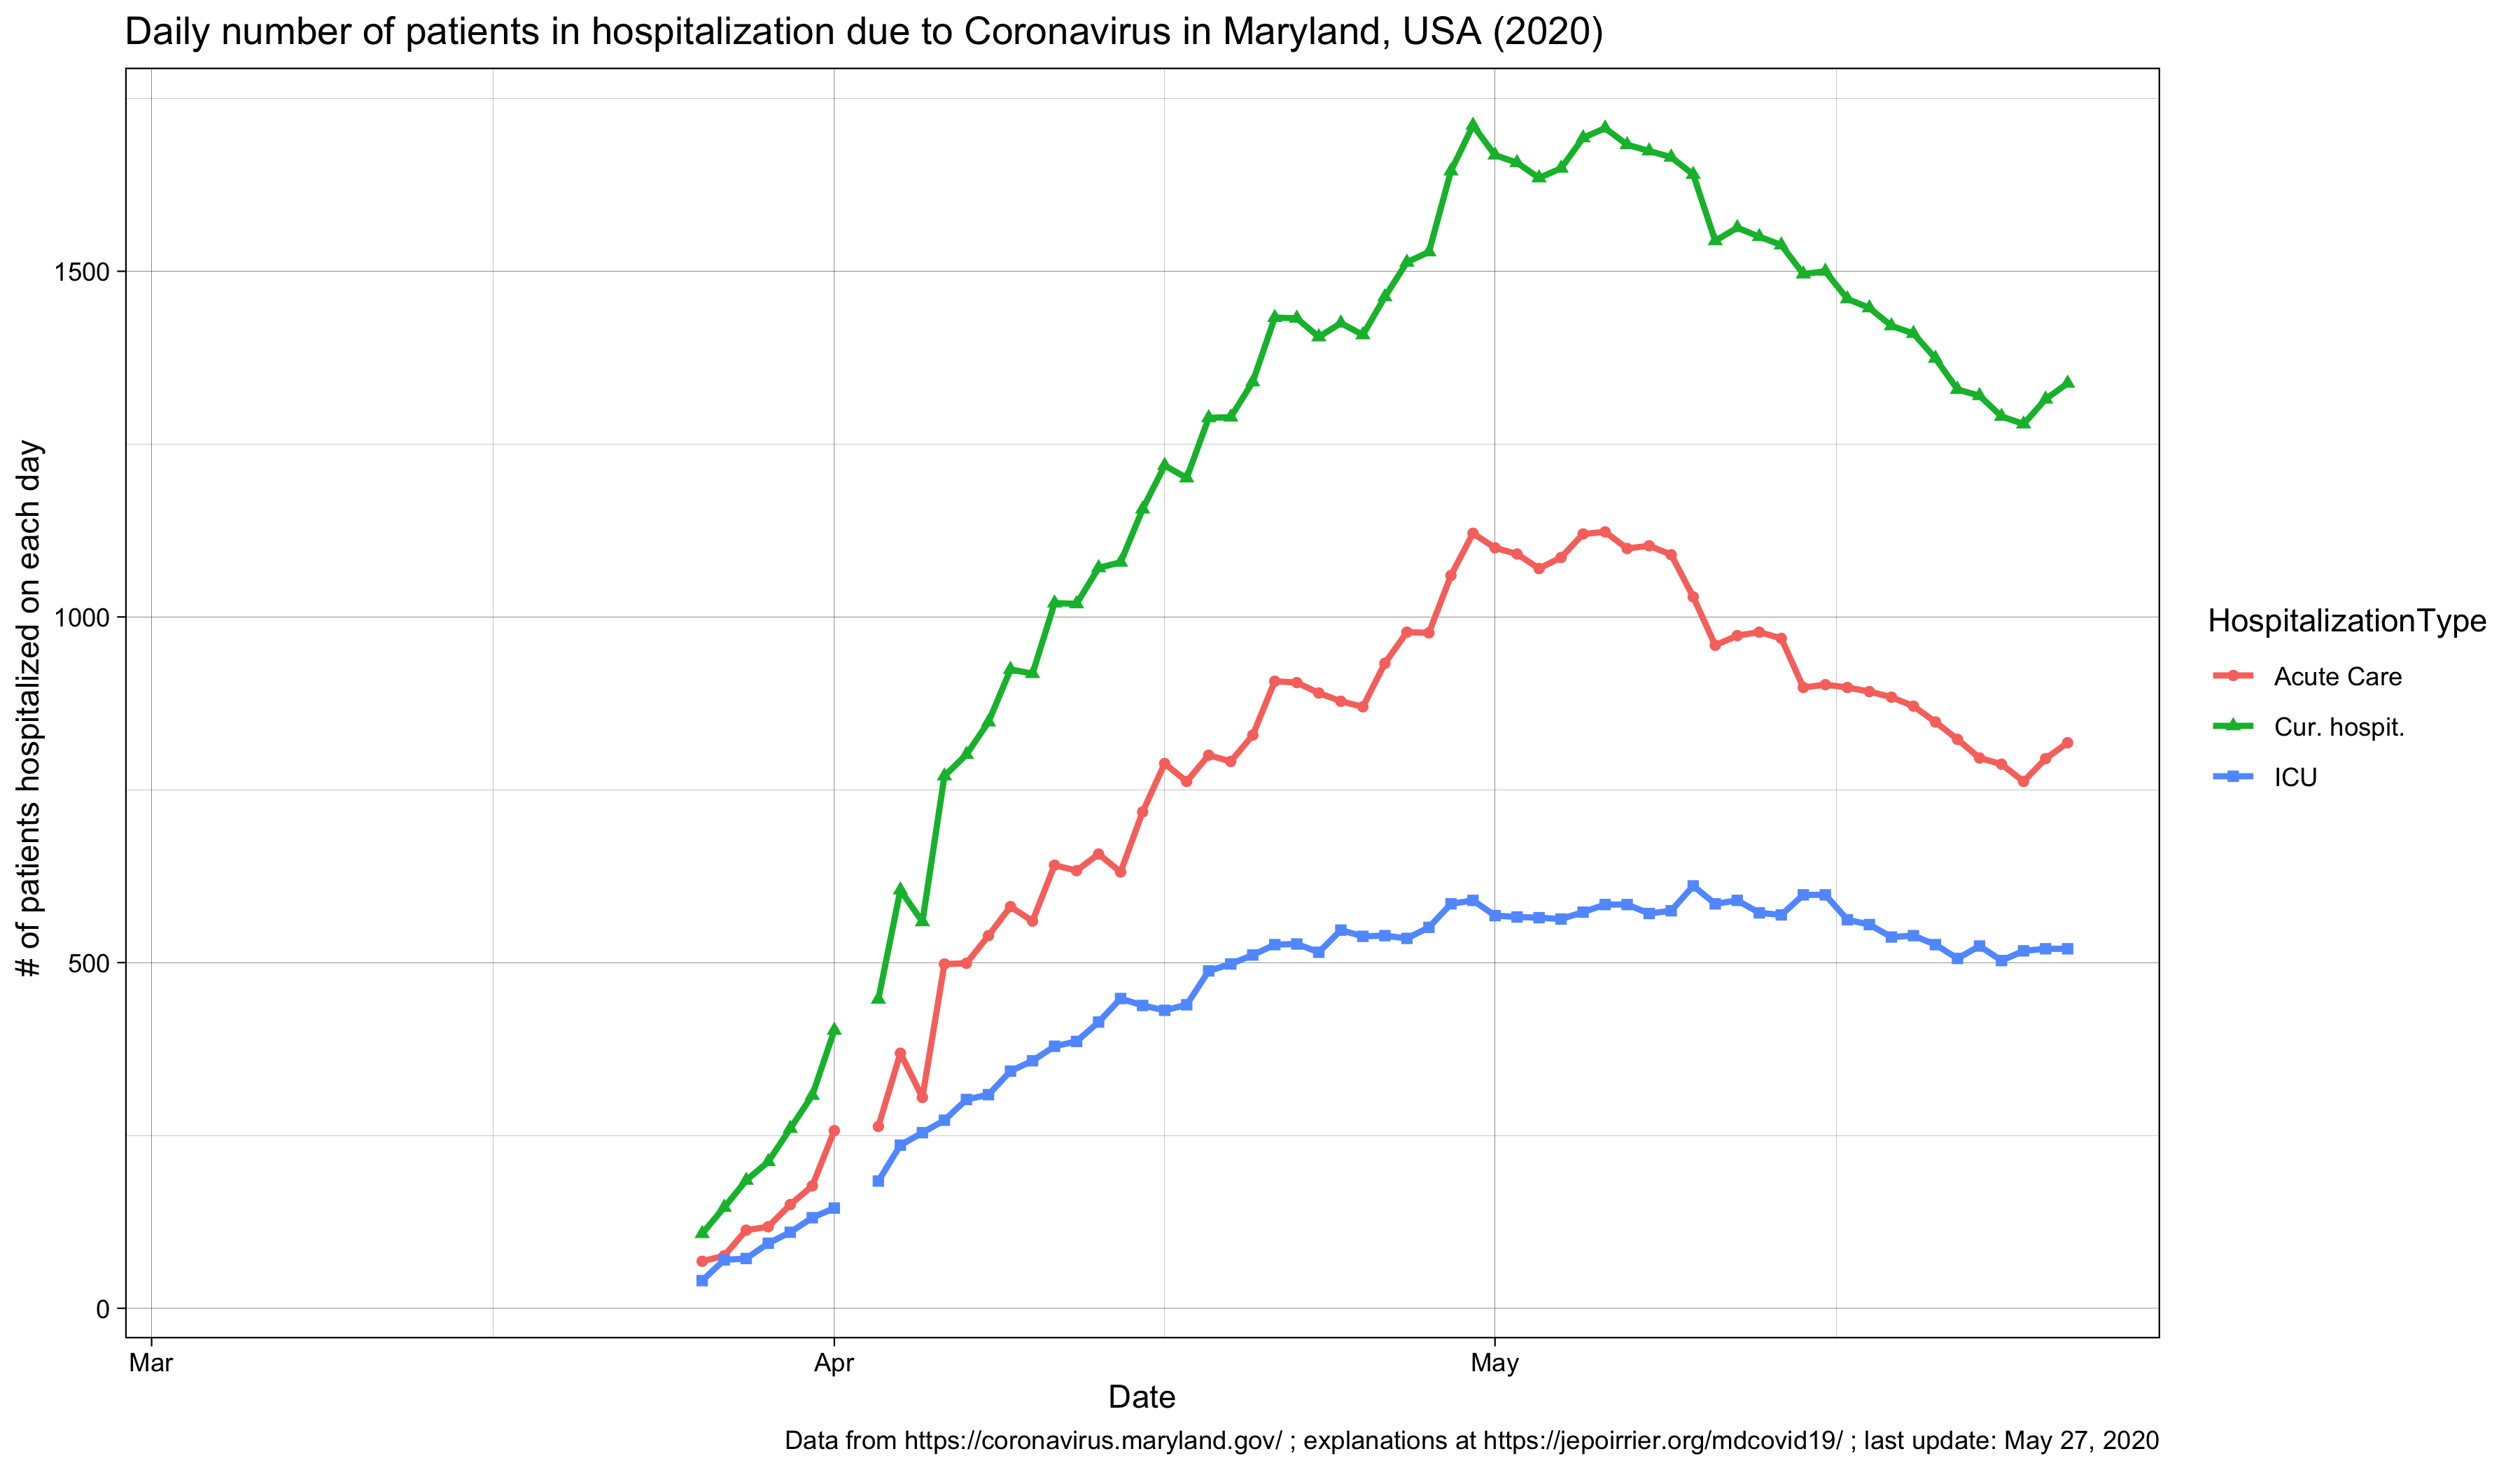 Daily number of patients in hospitalization due to Coronavirus in Maryland, USA (2020)
# of patients hospitalized on each day
1500
1000
500
0
Mar
Apr
May
Date
HospitalizationType
Acute Care
Cur. hospit.
ICU
Data from https://coronavirus.maryland.gov/ ; explanations at https://jepoirrier.org/mdcovid19/ ; last update: May 27, 2020